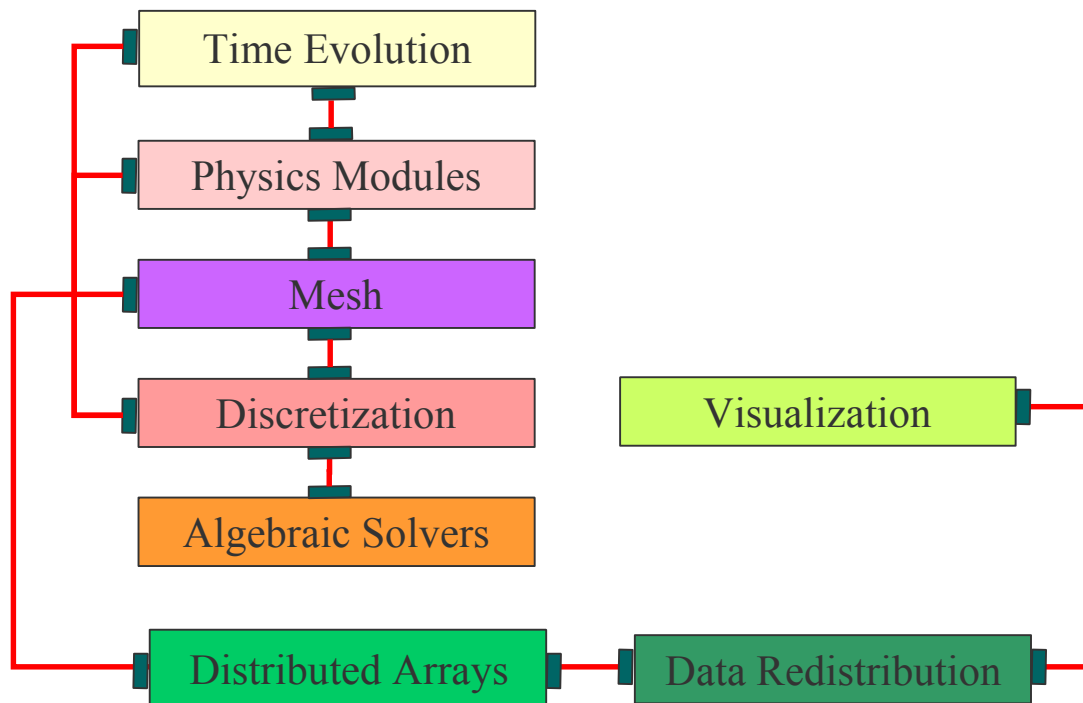 Time Evolution
Physics Modules
Mesh
Discretization
Visualization
Algebraic Solvers
Distributed Arrays
Data Redistribution